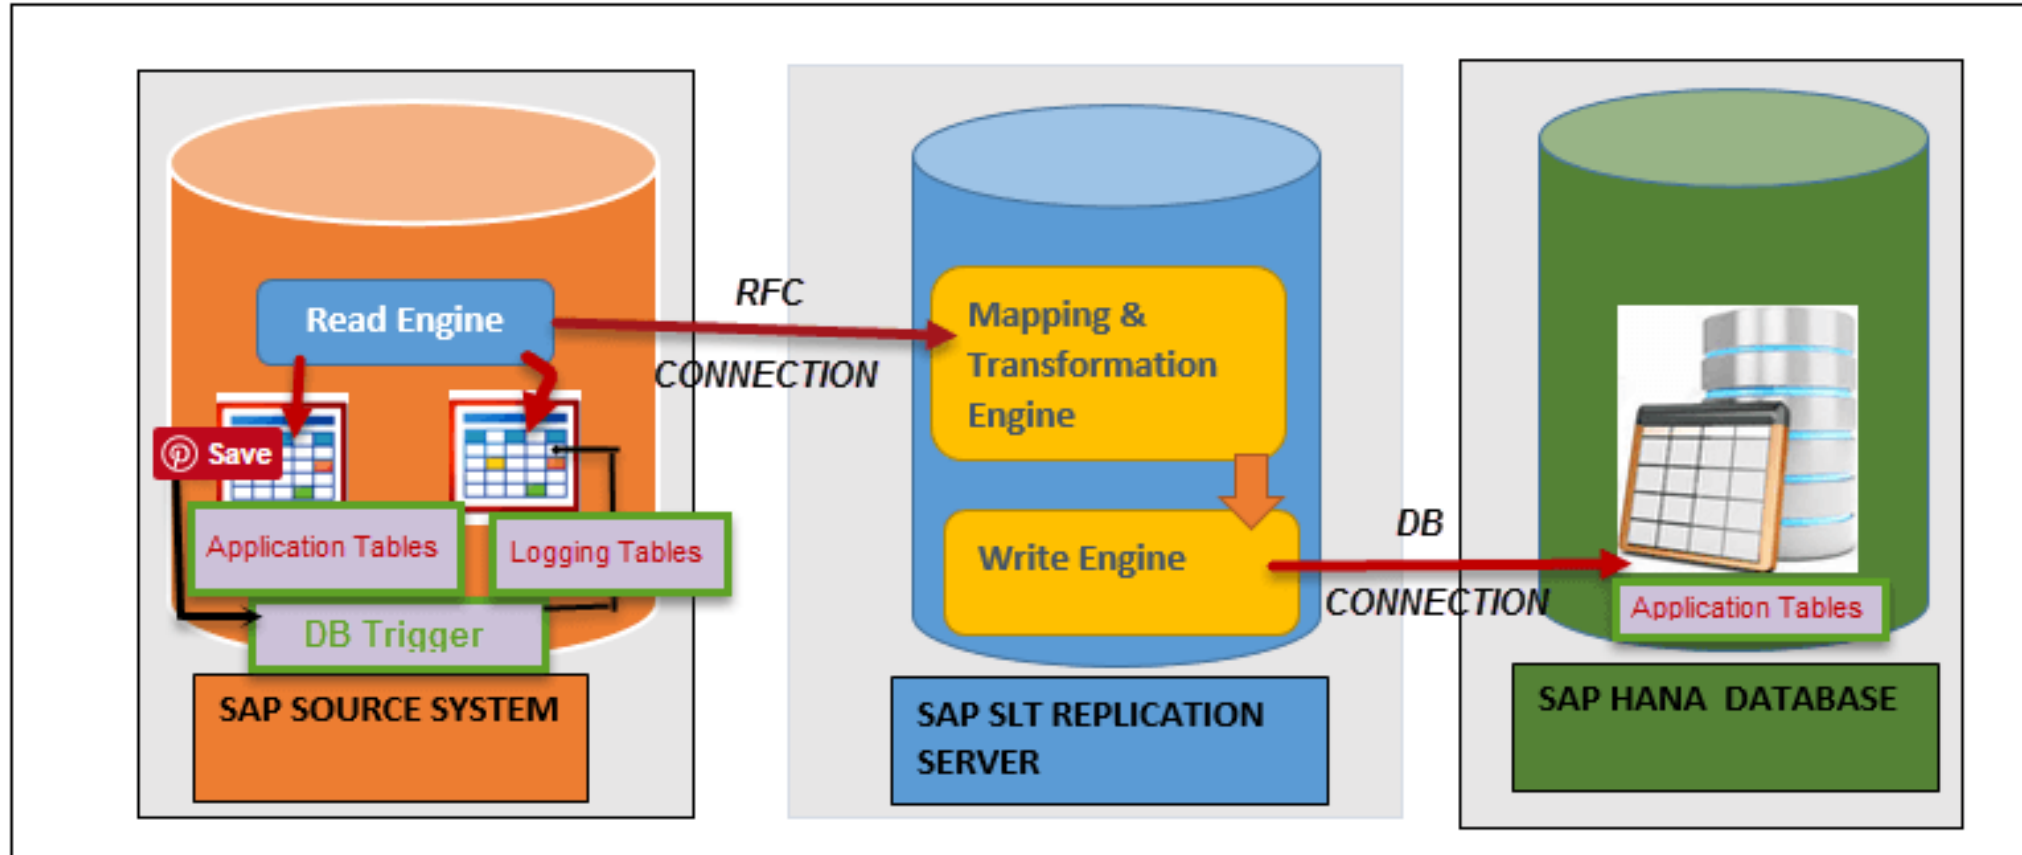 Read Engine
Save
Application Tables
Logging Tables
DB Trigger
SAP SOURCE SYSTEM
RFC
CONNECTION
Mapping &
Transformation
Engine
Write Engine
SAP SLT REPLICATION
SERVER
DB
CONNECTION
Application Tables
SAP HANA DATABASE